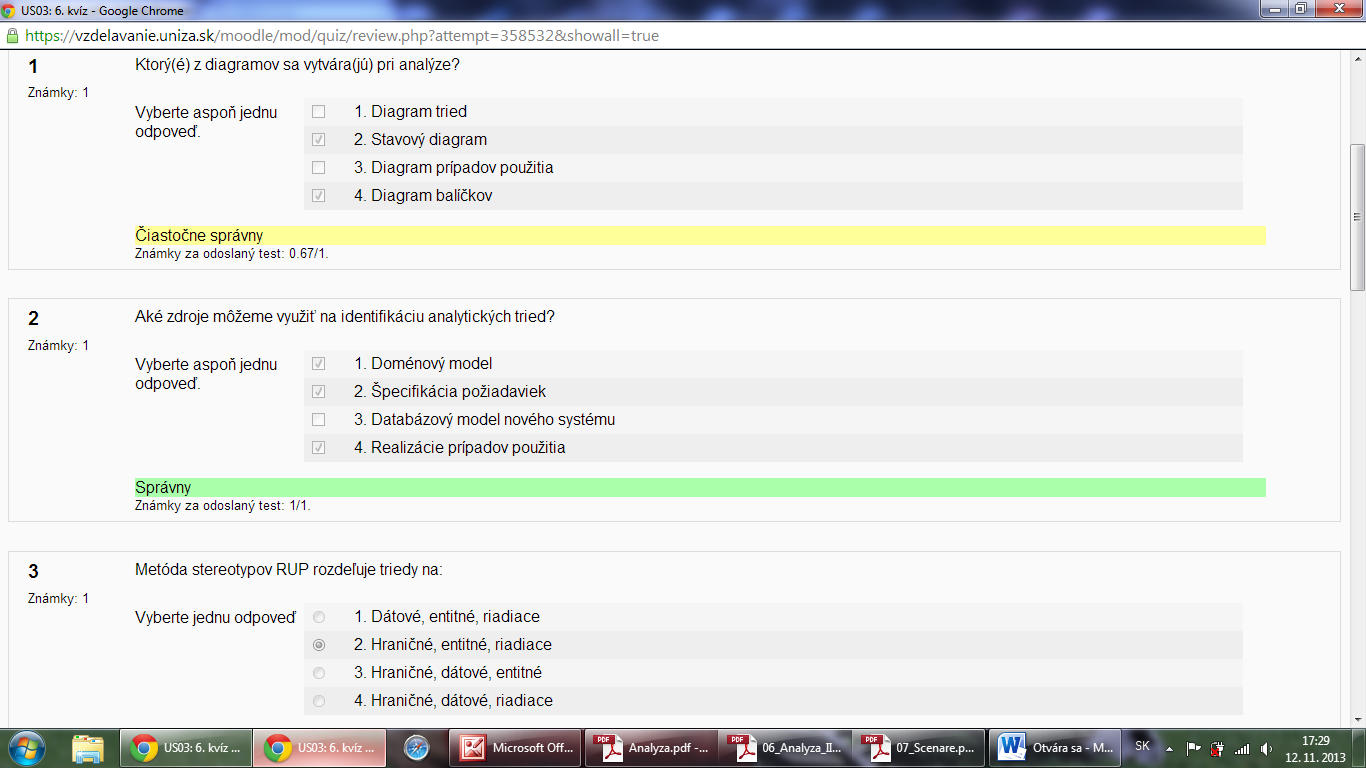 US03: 6. kvíz - Google Chrome
https://vzdelavanie.uniza.sk/moodle/mod/quiz/review.php?attempt=358532&showall=true
1
Známky: 1
Ktorý(é) z diagramov sa vytvára(jú) pri analýze?
Vyberte aspoň jednu
odpoveď.
1. Diagram tried
2. Stavový diagram
3. Diagram prípadov použitia
4. Diagram balíčkov
Čiastočne správny
Známky za odoslaný test: 0.67/1.
2
Známky: 1
Aké zdroje môžeme využiť na identifikáciu analytických tried?
Vyberte aspoň jednu
odpoveď.
1. Doménový model
2. Špecifikácia požiadaviek
3. Databázový model nového systému
4. Realizácie prípadov použitia
Správny
Známky za odoslaný test: 1/1.
3
Známky: 1
Metóda stereotypov RUP rozdeľuje triedy na:
Vyberte jednu odpoveď
1. Dátové, entitné, riadiace
2. Hraničné, entitné, riadiace
3. Hraničné, dátové, entitné
4. Hraničné, dátové, riadiace
US03: 6. kvíz ...
US03: 6. kvíz ...
Microsoft Off...
Analyza.pdf -...
06_Analyza_II...
07_Scenare.p...
Otvára sa - M...
SK
17:29
12. 11. 2013